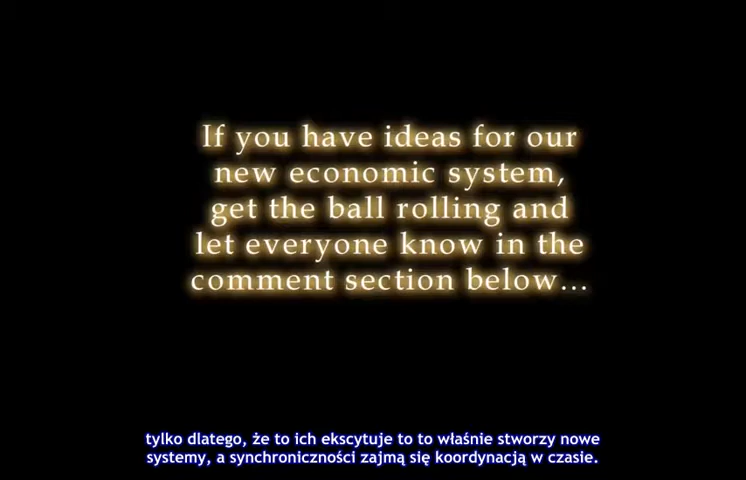 If you have ideas for our
new economic system,
get the ball rolling and
let everyone know in the
comment section below...
tylko dlatego, że to ich ekscytuje to to właśnie stworzy nowe
systemy, a synchroniczności zajmą się koordynacją w czasie.